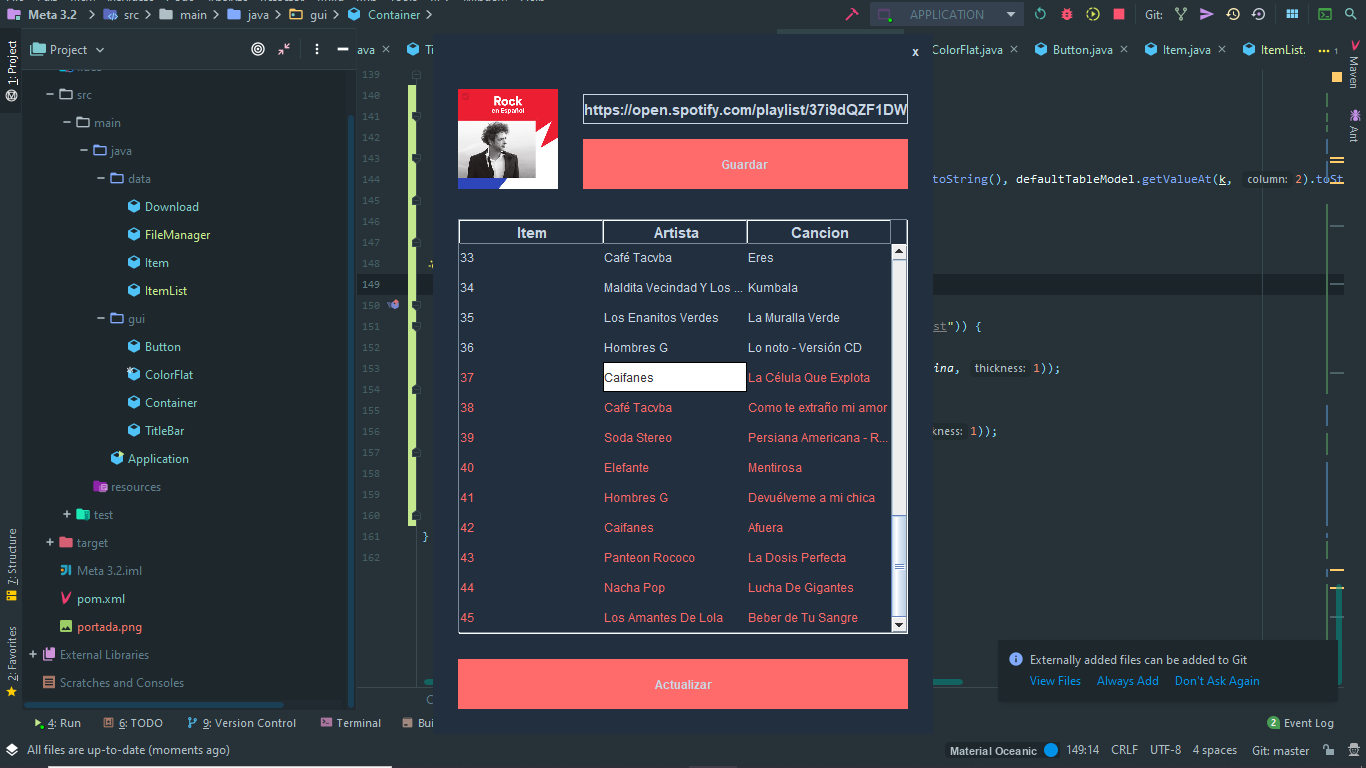 Meta 3.2 src main java gui Container
APPLICATION Git:
1: Project
Project
ava
ColorFlat.java Button.java Item.java ItemList.
1
Maven
Ant
src
main
java
data
Download
FileManager
Item
ItemList
gui
Button
ColorFlat
Container
TitleBar
Application
resources
test
target
Meta 3.2.iml
pom.xml
portada.png
External Libraries
Scratches and Consoles
7: Structure
2: Favorites
139
140
141
142
143
144
145
146
147
148
149
150
151
152
153
154
155
156
157
158
159
160
161 }
162
toString(), defaultTableModel.getValueAt(k, column: 2).toSt
st")) {
ina, thickness: 1));
kness: 1));
x
Rock
en Español
https://open.spotify.com/playlist/37i9dQZF1DW
Guardar
Item Artista Cancion
33 Café Tacvba Eres
34 Maldita Vecindad Y Los ... Kumbala
35 Los Enanitos Verdes La Muralla Verde
36 Hombres G Lo noto - Versión CD
37 Caifanes La Célula Que Explota
38 Café Tacvba Como te extraño mi amor
39 Soda Stereo Persiana Americana - R...
40 Elefante Mentirosa
41 Hombres G Devuélveme a mi chica
42 Caifanes Afuera
43 Panteon Rococo La Dosis Perfecta
44 Nacha Pop Lucha De Gigantes
45 Los Amantes De Lola Beber de Tu Sangre
Actualizar
Externally added files can be added to Git
View Files Always Add Don't Ask Again
4: Run 6: TODO 9: Version Control Terminal Bui
2 Event Log
All files are up-to-date (moments ago)
Material Oceanic 149:14 CRLF UTF-8 4 spaces Git: master